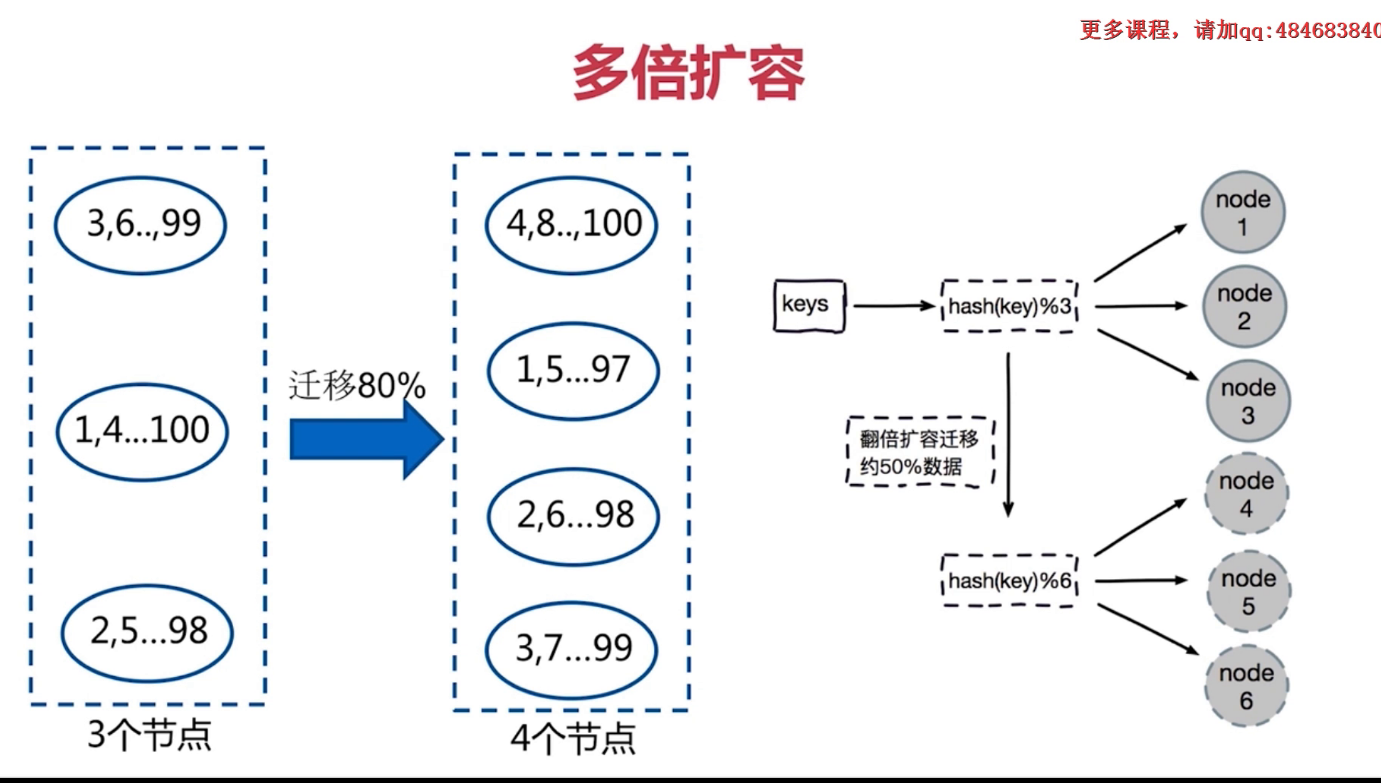 更多课程，请加qq:484683840
多倍扩容
3,6..,99
1,4...100
2,5...98
3个节点
迁移80%
4,8..,100
1,5...97
2,6...98
3,7...99
4个节点
keys
hash(key)%3
翻倍扩容迁移
约50%数据
hash(key)%6
node
1
node
2
node
3
node
4
node
5
node
6